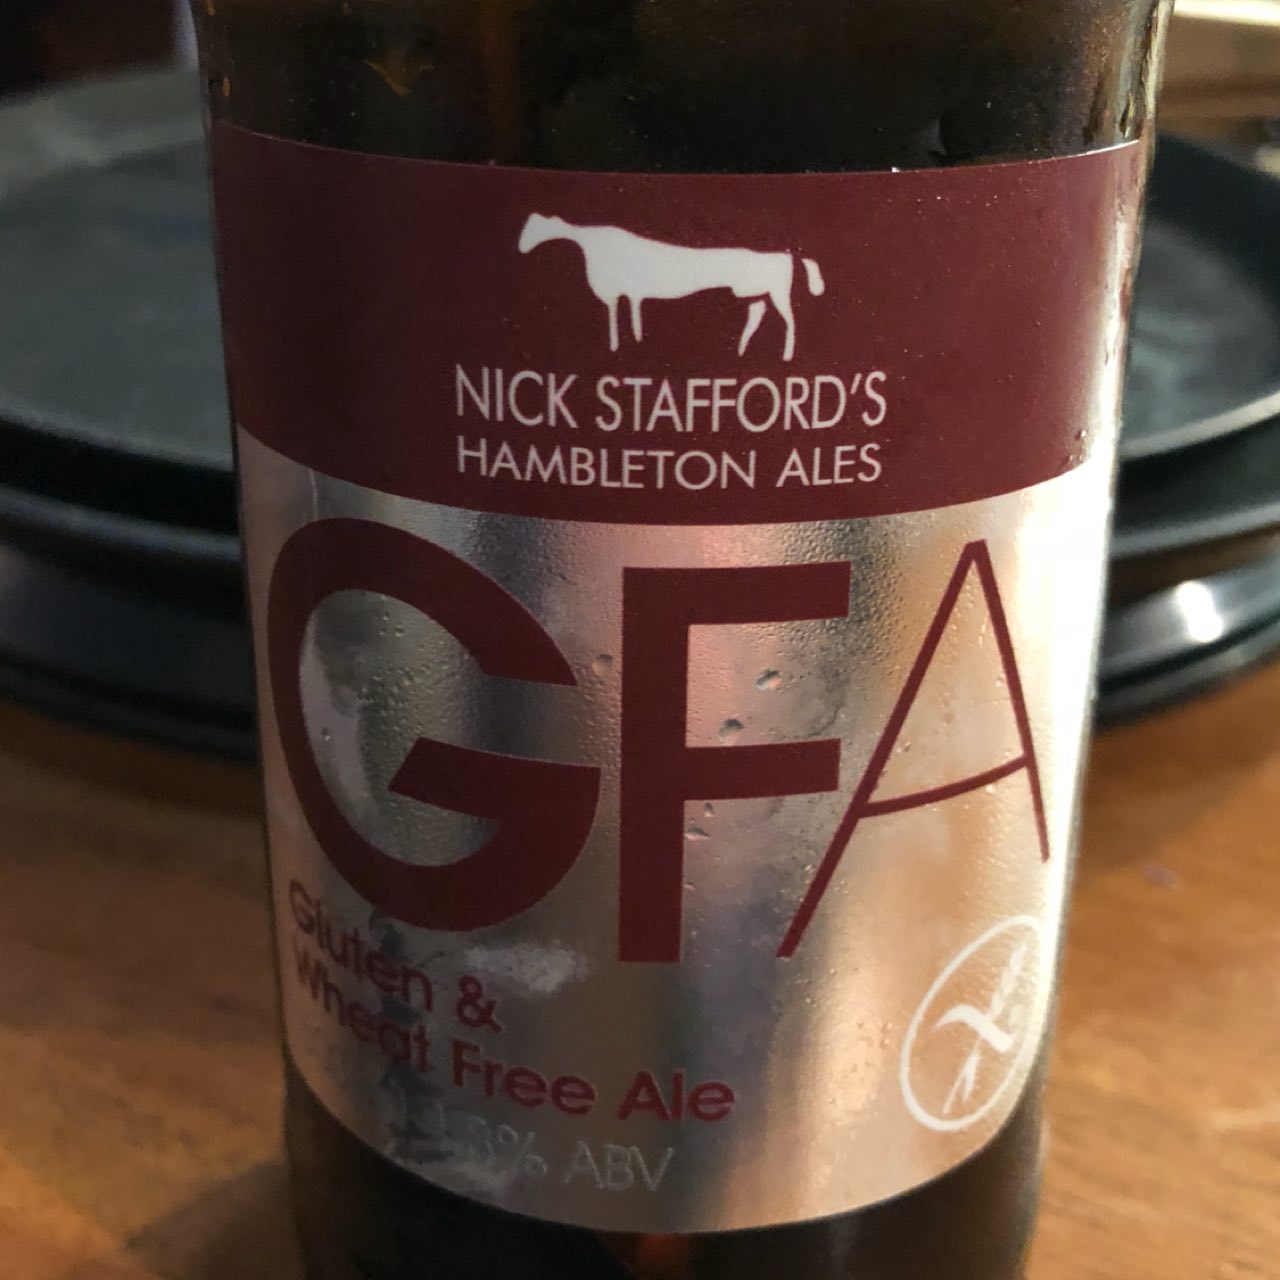 NICK STAFFORD'S
HAMBLETON ALES
GFA
Gluten &
Wheat Free Ale
ABV